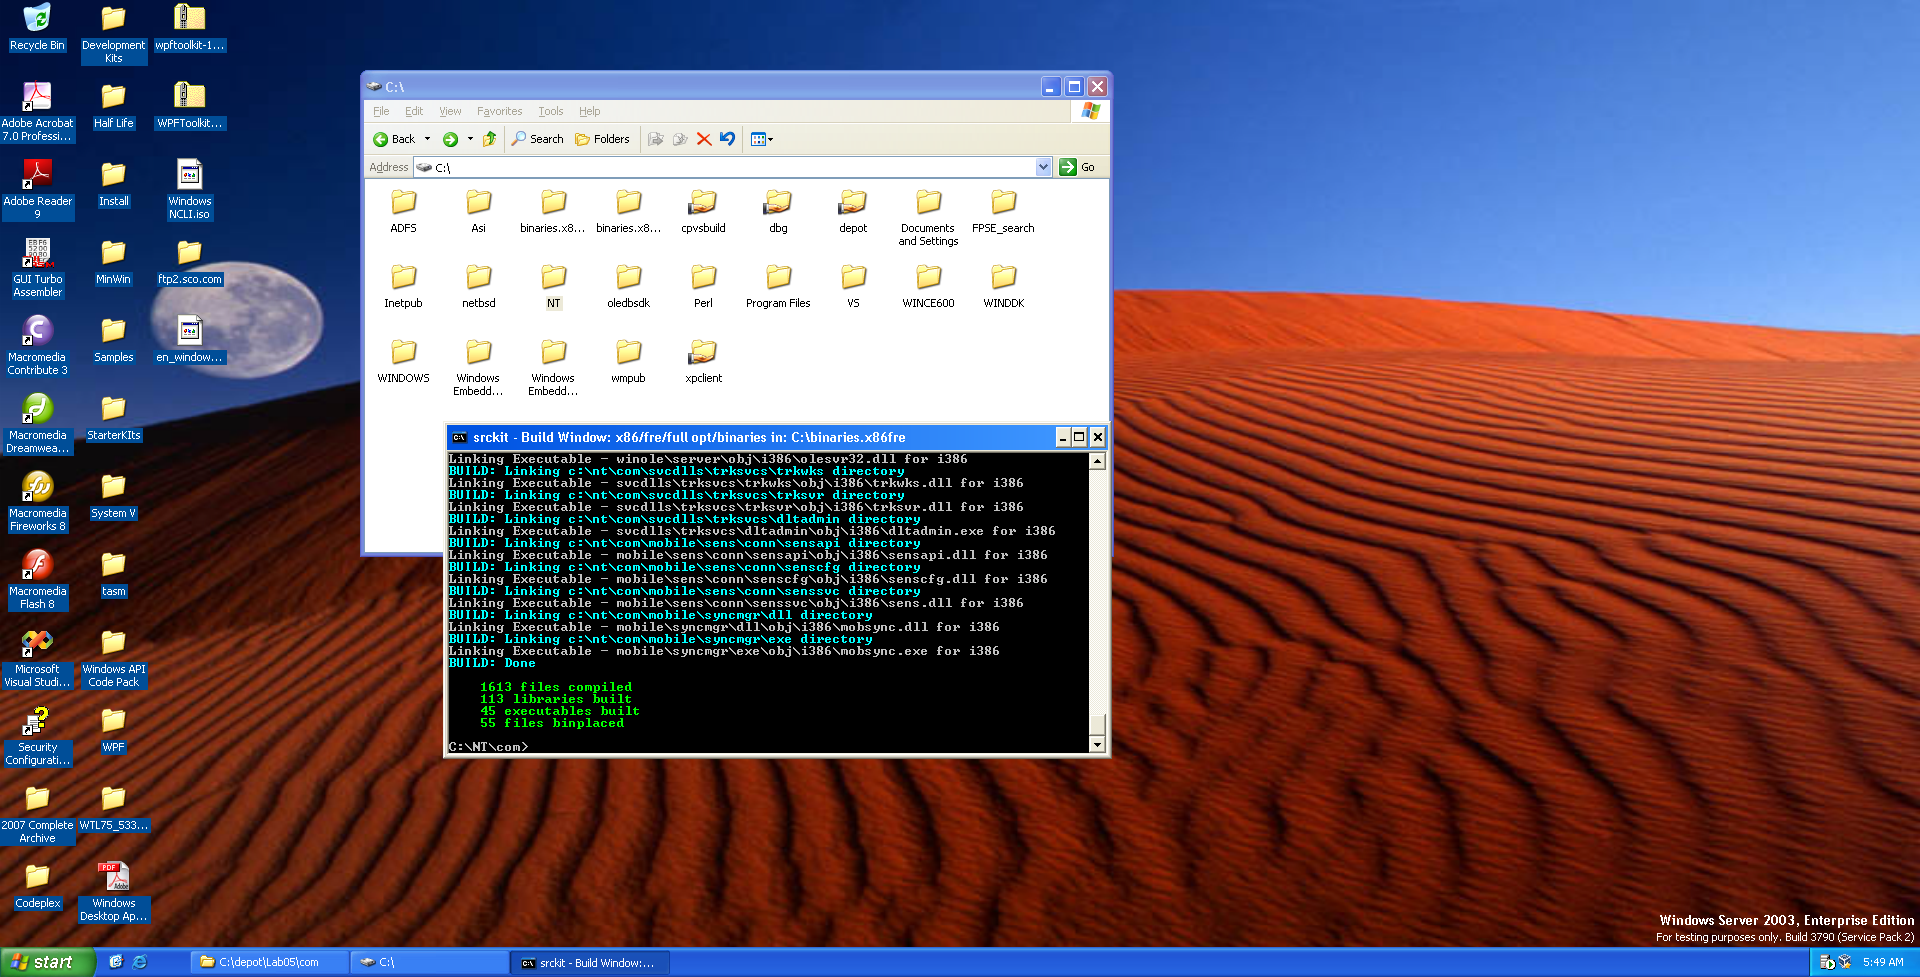 Recycle Bin
Development Kits
wpftoolkit-1...
Adobe Acrobat 7.0 Professi...
Half Life
WPFToolkit...
Adobe Reader 9
Install
Windows NCLI.iso
GUI Turbo Assembler
MinWin
ftp2.sco.com
Macromedia Contribute 3
Samples
en_window...
Macromedia Dreamwea...
StarterKIts
Macromedia Fireworks 8
System V
Macromedia Flash 8
tasm
Microsoft Visual Studi...
Windows API Code Pack
Security Configurati...
WPF
2007 Complete Archive
WTL75_533...
Codeplex
PDF
Adobe
Windows Desktop Ap...
C:\
File Edit View Favorites Tools Help
Back Search Folders
Address C:\ Go
ADFS
Asi
binaries.x8...
binaries.x8...
cpvsbuild
dbg
depot
Documents and Settings
FPSE_search
Inetpub
netbsd
NT
oledbsdk
Perl
Program Files
VS
WINCE600
WINDDK
WINDOWS
Windows Embedd...
Windows Embedd...
wmpub
xpclient
srckit - Build Window: x86/fre/full opt/binaries in: C:\binaries.x86fre
Linking Executable - winole\server\obj\i386\olesvr32.dll for i386
BUILD: Linking c:\nt\com\svcdlls\trksvcs\trkwks directory
Linking Executable - svcdlls\trksvcs\trkwks\obj\i386\trkwks.dll for i386
BUILD: Linking c:\nt\com\svcdlls\trksvcs\trksvr directory
Linking Executable - svcdlls\trksvcs\trksvr\obj\i386\trksvr.dll for i386
BUILD: Linking c:\nt\com\svcdlls\trksvcs\dltadmin directory
Linking Executable - svcdlls\trksvcs\dltadmin\obj\i386\dltadmin.exe for i386
BUILD: Linking c:\nt\com\mobile\sens\conn\sensapi directory
Linking Executable - mobile\sens\conn\sensapi\obj\i386\sensapi.dll for i386
BUILD: Linking c:\nt\com\mobile\sens\conn\senscfg directory
Linking Executable - mobile\sens\conn\senscfg\obj\i386\senscfg.dll for i386
BUILD: Linking c:\nt\com\mobile\sens\conn\senssvc directory
Linking Executable - mobile\sens\conn\senssvc\obj\i386\sens.dll for i386
BUILD: Linking c:\nt\com\mobile\syncmgr\dll directory
Linking Executable - mobile\syncmgr\dll\obj\i386\mobsync.dll for i386
BUILD: Linking c:\nt\com\mobile\syncmgr\exe directory
Linking Executable - mobile\syncmgr\exe\obj\i386\mobsync.exe for i386
BUILD: Done
1613 files compiled
113 libraries built
45 executables built
55 files binplaced
C:\NT\com>
Windows Server 2003, Enterprise Edition
For testing purposes only. Build 3790 (Service Pack 2)
start
C:\depot\Lab05\com
C:\
srckit - Build Window:...
5:49 AM